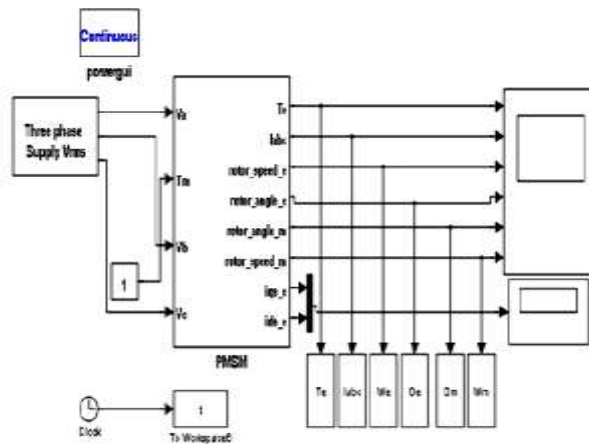 Continuous
powergui
Three phase
Supply Vrms
Va
Tm
Vb
Vc
1
Te
Iabc
rotor_speed_e
rotor_angle_e
rotor_angle_m
rotor_speed_m
iqs_e
ids_e
PMSM
Te
Iabc
We
Oe
Om
Wm
Clock
t
To Workspace6